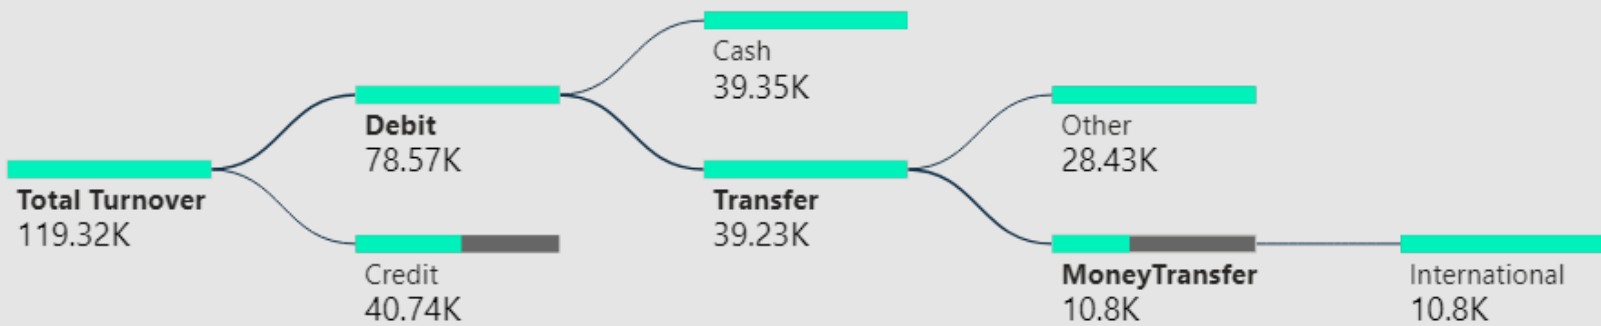 Total Turnover
119.32K
Debit
78.57K
Credit
40.74K
Cash
39.35K
Transfer
39.23K
Other
28.43K
MoneyTransfer
10.8K
International
10.8K